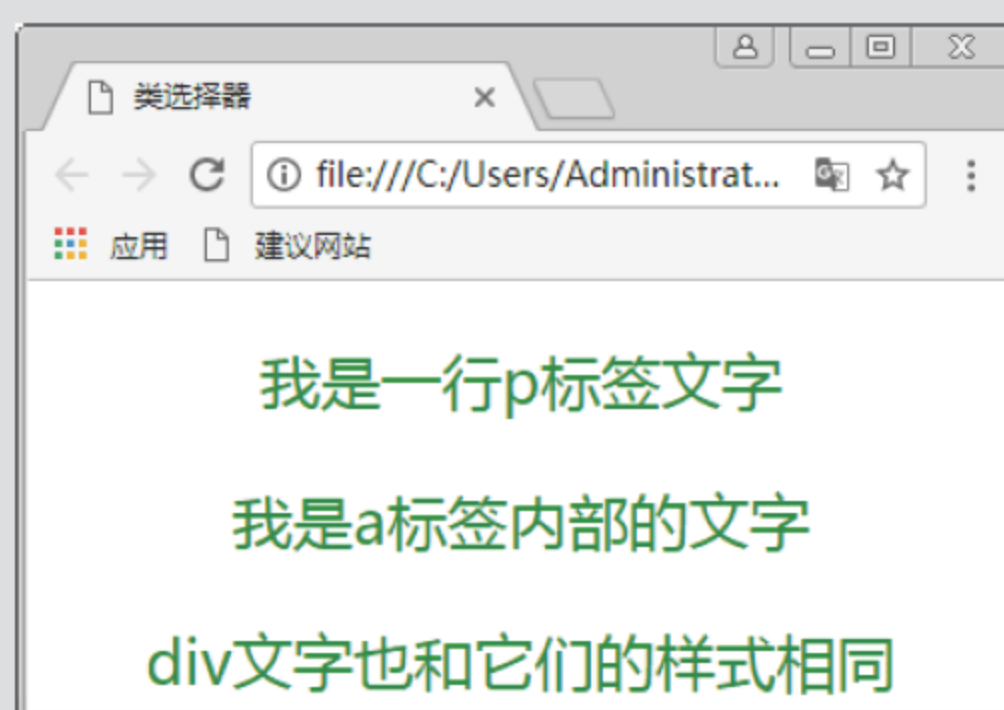 类选择器
file:///C:/Users/Administrat...
应用 建议网站
我是一行p标签文字
我是a标签内部的文字
div文字也和它们的样式相同